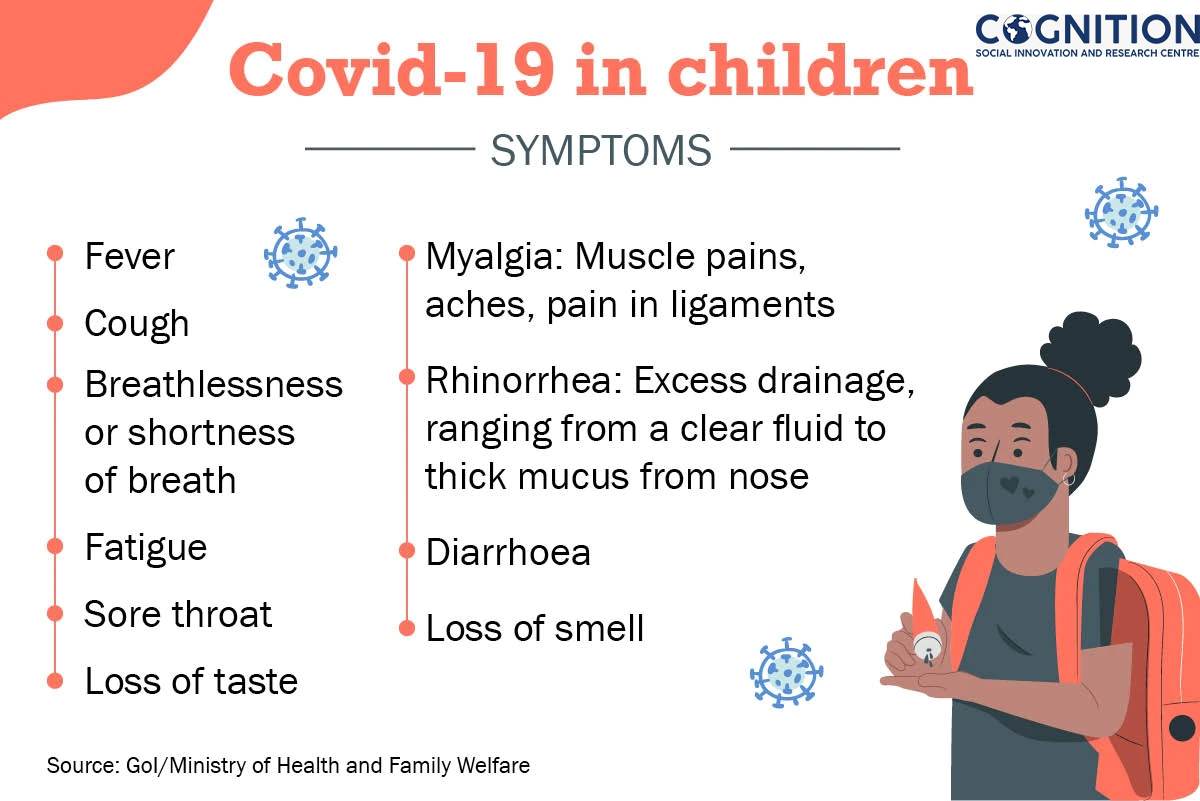 COGNITION
SOCIAL INNOVATION AND RESEARCH CENTRE
Covid-19 in children
SYMPTOMS
Fever
Cough
Breathlessness
or shortness
of breath
Fatigue
Sore throat
Loss of taste
Myalgia: Muscle pains,
aches, pain in ligaments
Rhinorrhea: Excess drainage,
ranging from a clear fluid to
thick mucus from nose
Diarrhoea
Loss of smell
Source: GoI/Ministry of Health and Family Welfare